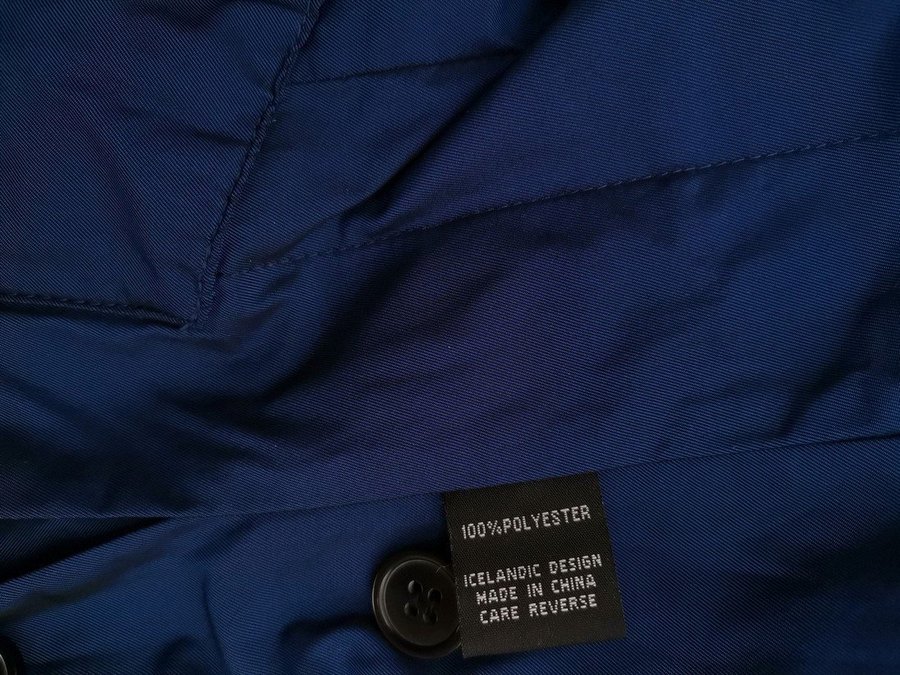 100%POLYESTER
ICELANDIC DESIGN
MADE IN CHINA
CARE REVERSE